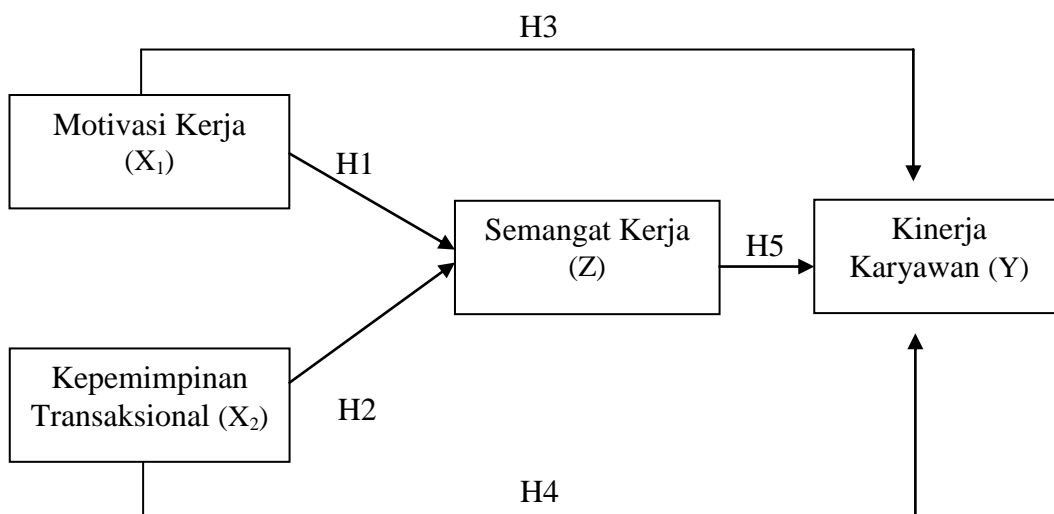 H3
Motivasi Kerja
(X₁)
H1
Semangat Kerja
(Z)
H5
Kinerja
Karyawan (Y)
Kepemimpinan
Transaksional (X₂)
H2
H4